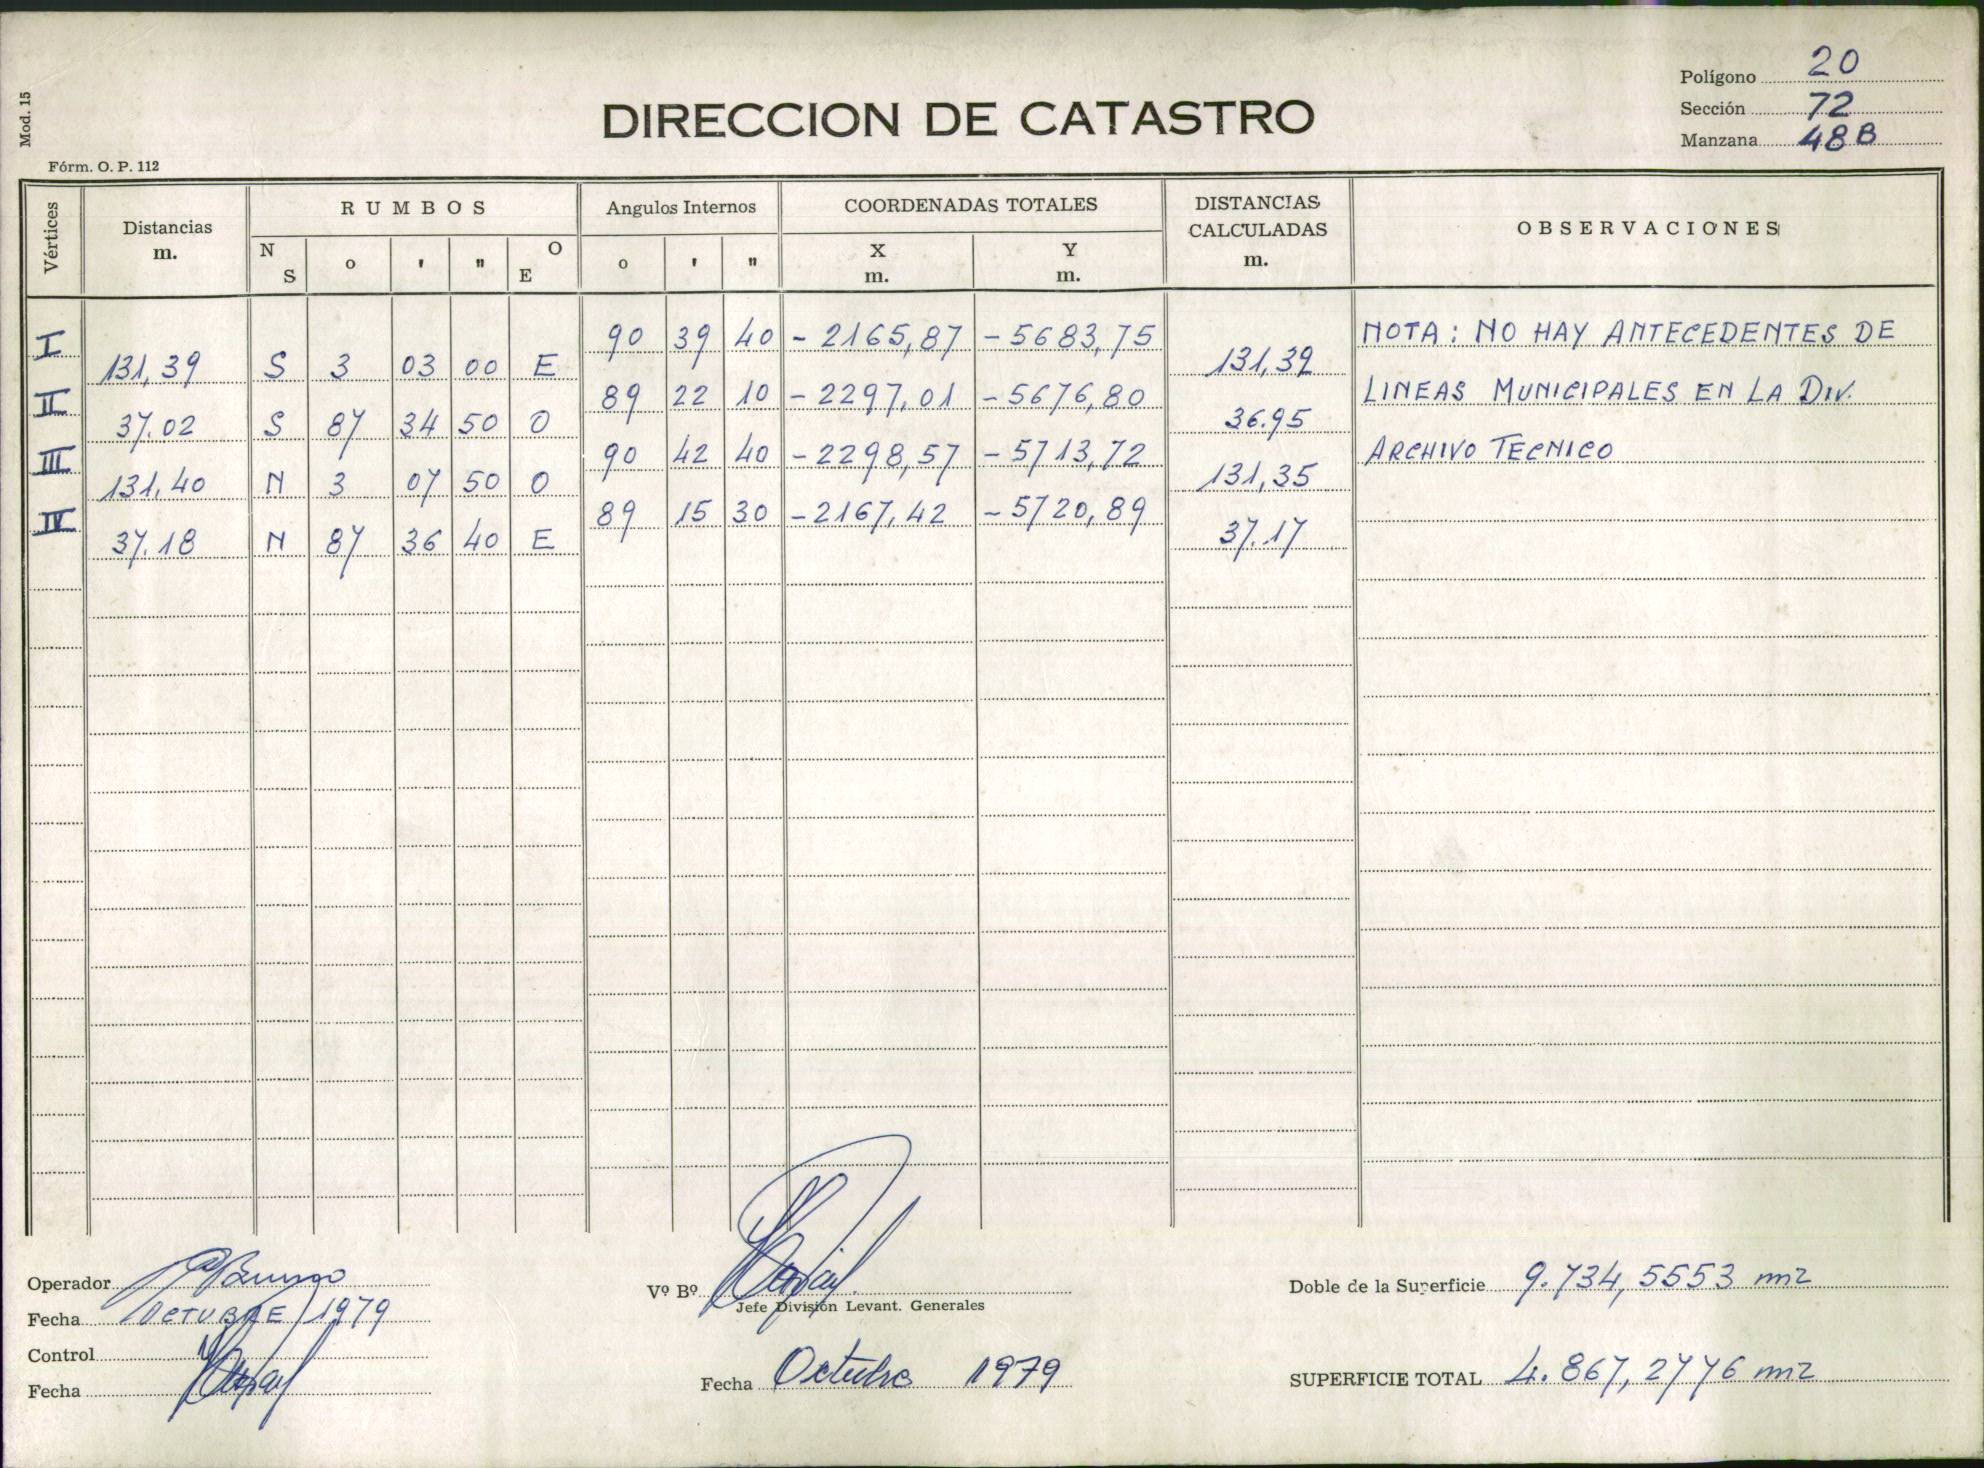 Mod. 15
Fórm. O. P. 112
DIRECCION DE CATASTRO
Polígono 20
Sección 72
Manzana 48B
Vértices
Distancias m.
RUMBOS
N S o ' " O E
Angulos Internos
o ' "
COORDENADAS TOTALES
X m. Y m.
DISTANCIAS CALCULADAS m.
OBSERVACIONES
I 90 39 40 -2165,87 -5683,75 NOTA: NO HAY ANTECEDENTES DE
131,39 S 3 03 00 E 131,39
II 89 22 10 -2297,01 -5676,80 LINEAS MUNICIPALES EN LA DIV.
37.02 S 87 34 50 O 36.95
III 90 42 40 -2298,57 -5713,72 ARCHIVO TECNICO
131,40 N 3 07 50 O 131,35
IV 89 15 30 -2167,42 -5720,89
37.18 N 87 36 40 E 37.17
Operador
Fecha OCTUBRE/1979
Control
Fecha
Vº Bº
Jefe División Levant. Generales
Fecha Octubre 1979
Doble de la Superficie 9.734,5553 m2
SUPERFICIE TOTAL 4.867,2776 m2